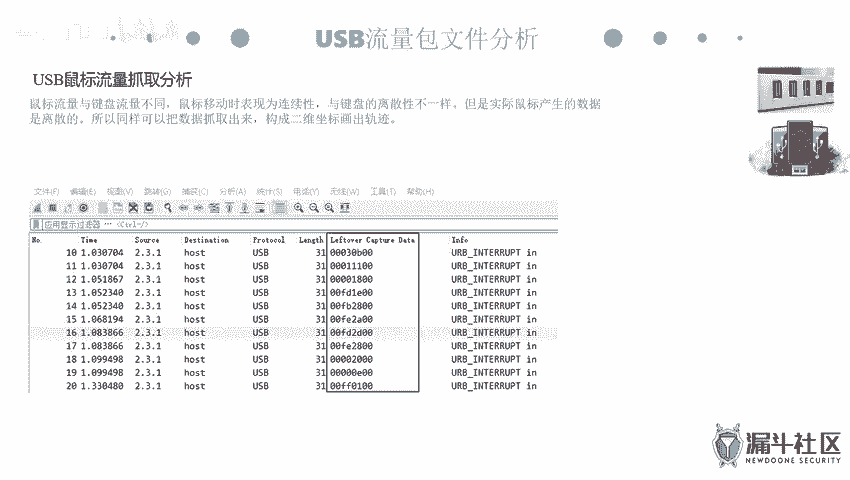 USB流量包文件分析
USB鼠标流量抓取分析
鼠标流量与键盘流量不同，鼠标移动时表现为连续性，与键盘的离散性不一样，但是实际鼠标产生的数据
是离散的。所以同样可以把数据抓取出来，构成二维坐标画出轨迹。
文件(F) 编辑(E) 视图(V) 跳转(G) 捕获(C) 分析(A) 统计(S) 电话(Y) 无线(W) 工具(T) 帮助(H)
应用显示过滤器 … <Ctrl-/>
No. Time Source Destination Protocol Length Leftover Capture Data Info
10 1.030704 2.3.1 host USB 31 00030b00 URB_INTERRUPT in
11 1.030704 2.3.1 host USB 31 00011100 URB_INTERRUPT in
12 1.051867 2.3.1 host USB 31 00001800 URB_INTERRUPT in
13 1.052340 2.3.1 host USB 31 00fd1e00 URB_INTERRUPT in
14 1.052340 2.3.1 host USB 31 00fb2800 URB_INTERRUPT in
15 1.068194 2.3.1 host USB 31 00fe2a00 URB_INTERRUPT in
16 1.083866 2.3.1 host USB 31 00fd2d00 URB_INTERRUPT in
17 1.083866 2.3.1 host USB 31 00fe2800 URB_INTERRUPT in
18 1.099498 2.3.1 host USB 31 00002000 URB_INTERRUPT in
19 1.099498 2.3.1 host USB 31 00000e00 URB_INTERRUPT in
20 1.330480 2.3.1 host USB 31 00ff0100 URB_INTERRUPT in
漏斗社区
NEWDOONE SECURITY